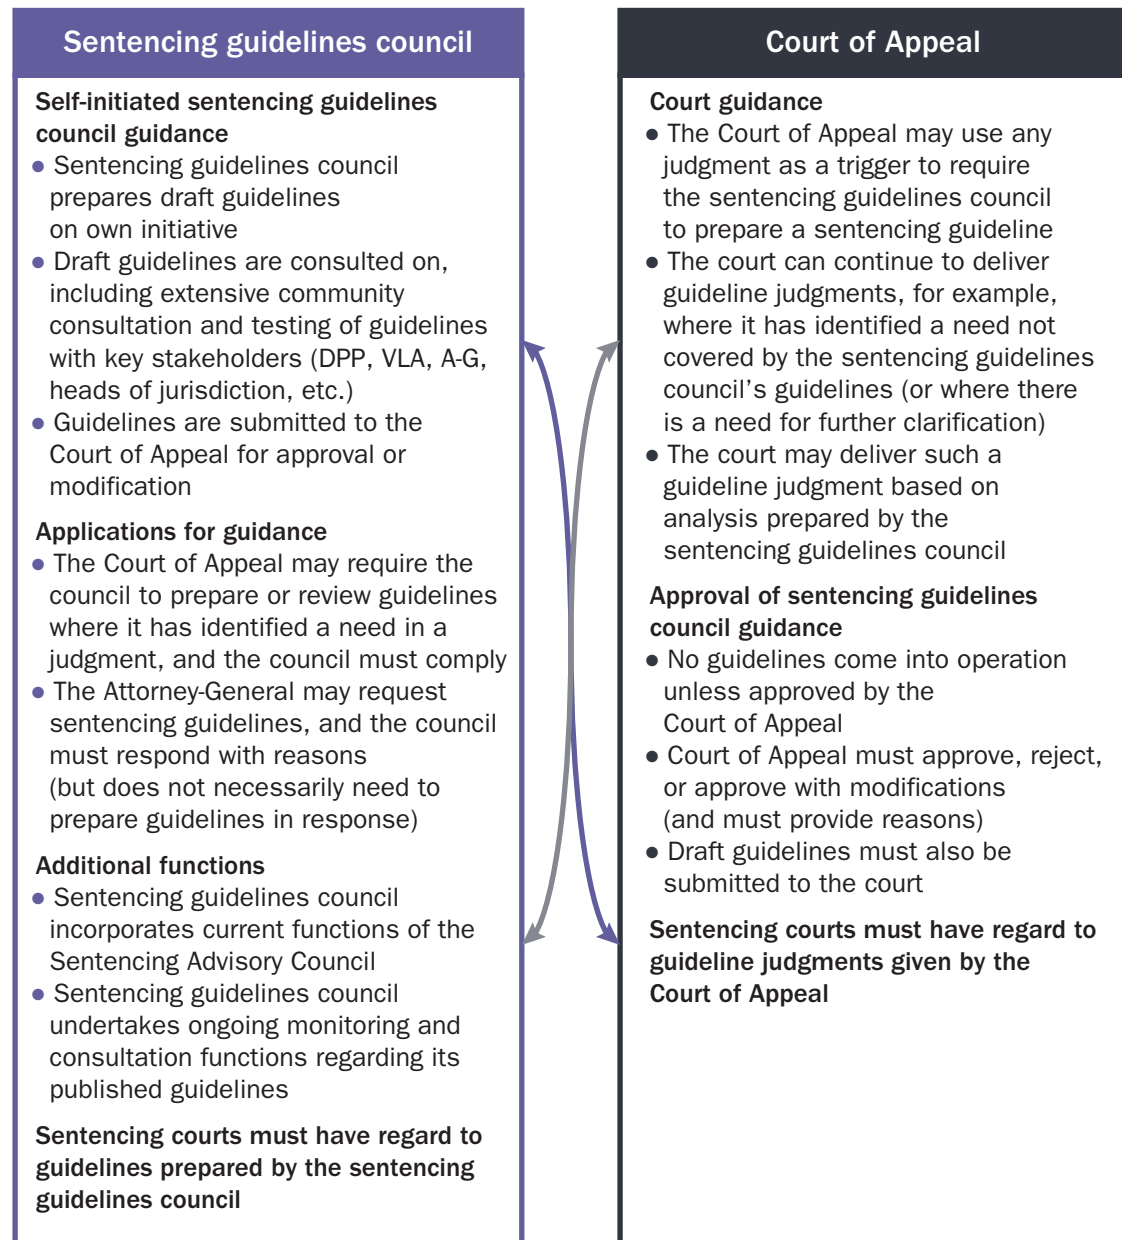 Sentencing guidelines council
Self-initiated sentencing guidelines
council guidance
• Sentencing guidelines council
prepares draft guidelines
on own initiative
• Draft guidelines are consulted on,
including extensive community
consultation and testing of guidelines
with key stakeholders (DPP, VLA, A-G,
heads of jurisdiction, etc.)
• Guidelines are submitted to the
Court of Appeal for approval or
modification
Applications for guidance
• The Court of Appeal may require the
council to prepare or review guidelines
where it has identified a need in a
judgment, and the council must comply
• The Attorney-General may request
sentencing guidelines, and the council
must respond with reasons
(but does not necessarily need to
prepare guidelines in response)
Additional functions
• Sentencing guidelines council
incorporates current functions of the
Sentencing Advisory Council
• Sentencing guidelines council
undertakes ongoing monitoring and
consultation functions regarding its
published guidelines
Sentencing courts must have regard to
guidelines prepared by the sentencing
guidelines council
Court of Appeal
Court guidance
• The Court of Appeal may use any
judgment as a trigger to require
the sentencing guidelines council
to prepare a sentencing guideline
• The court can continue to deliver
guideline judgments, for example,
where it has identified a need not
covered by the sentencing guidelines
council’s guidelines (or where there
is a need for further clarification)
• The court may deliver such a
guideline judgment based on
analysis prepared by the
sentencing guidelines council
Approval of sentencing guidelines
council guidance
• No guidelines come into operation
unless approved by the
Court of Appeal
• Court of Appeal must approve, reject,
or approve with modifications
(and must provide reasons)
• Draft guidelines must also be
submitted to the court
Sentencing courts must have regard to
guideline judgments given by the
Court of Appeal